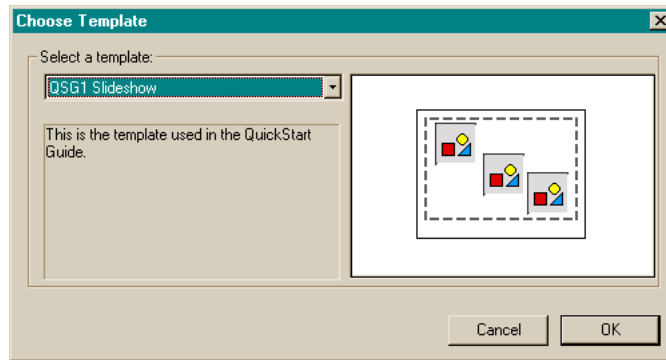 Choose Template
Select a template:
QSG1 Slideshow
This is the template used in the QuickStart
Guide.
Cancel
OK